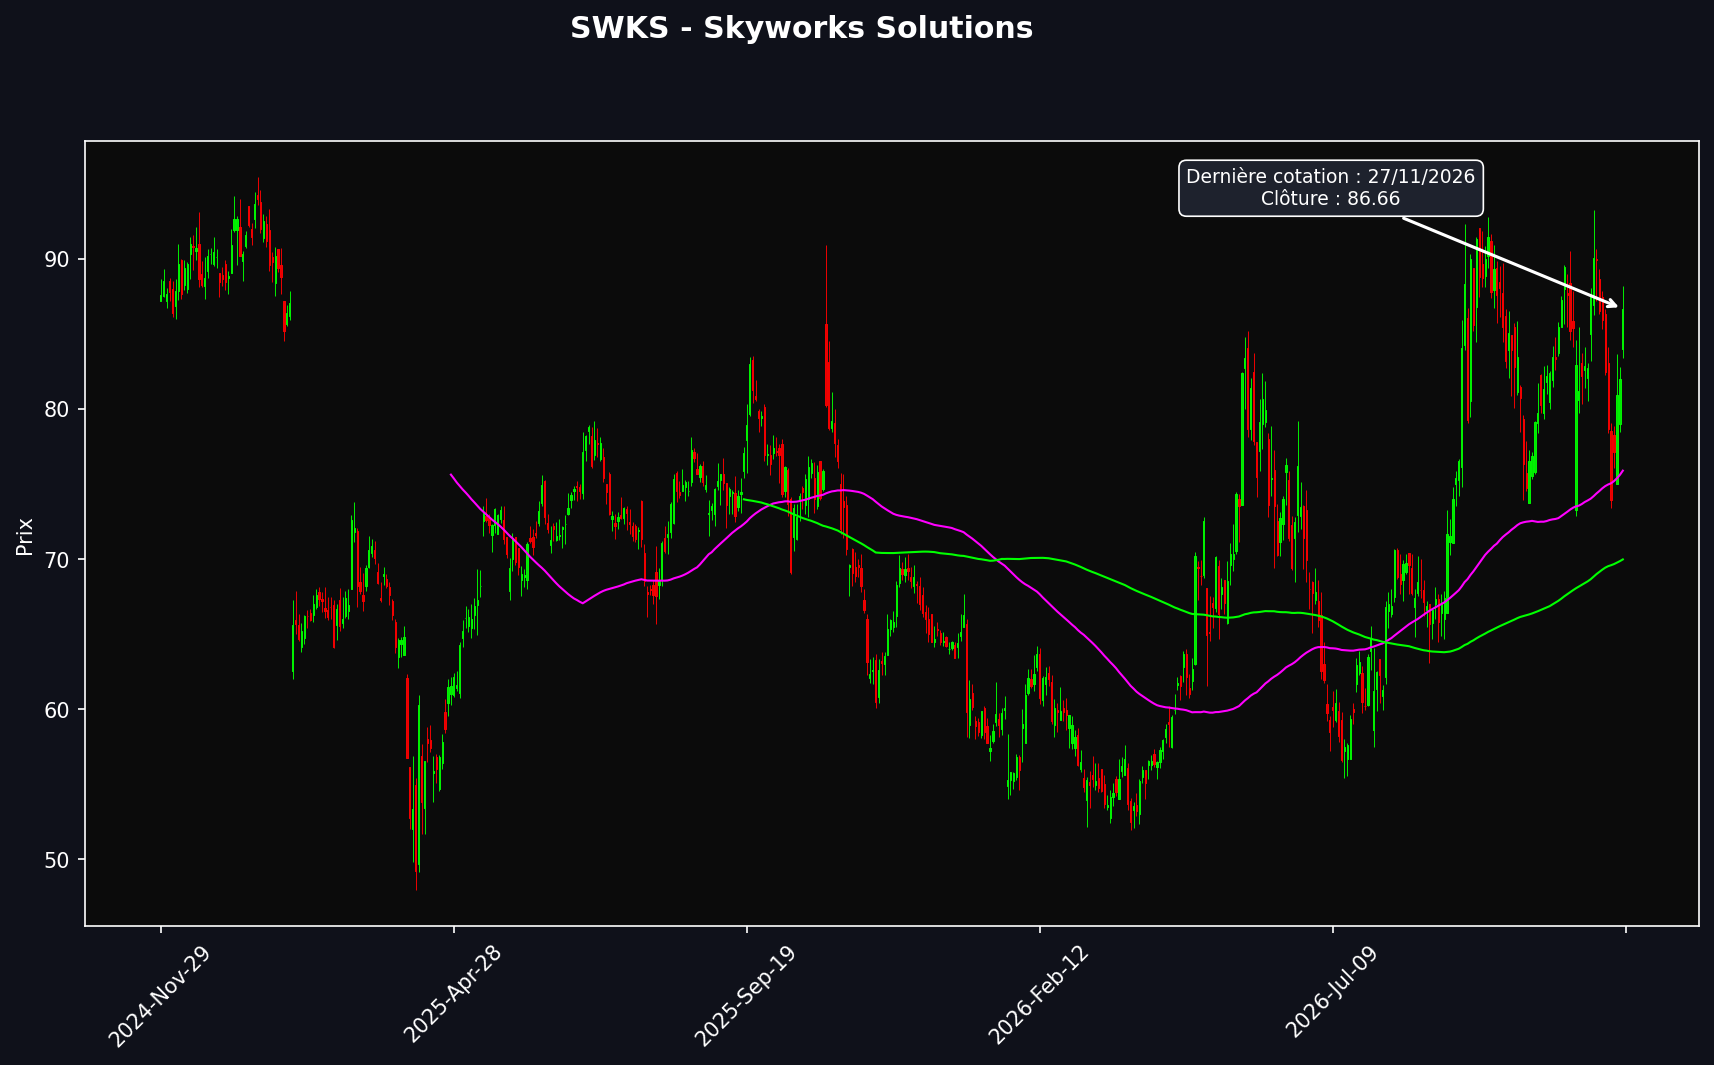 SWKS - Skyworks Solutions
Dernière cotation : 27/11/2026
Clôture : 86.66
90
80
70
60
50
Prix
2024-Nov-29
2025-Apr-28
2025-Sep-19
2026-Feb-12
2026-Jul-09